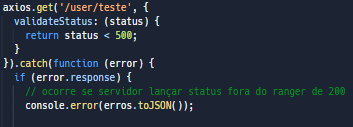 axios.get('/user/teste', {
  validateStatus: (status) {
    return status < 500;
  }
}).catch(function (error) {
  if (error.response) {
    // ocorre se servidor lançar status fora do ranger de 200
    console.error(erros.toJSON());